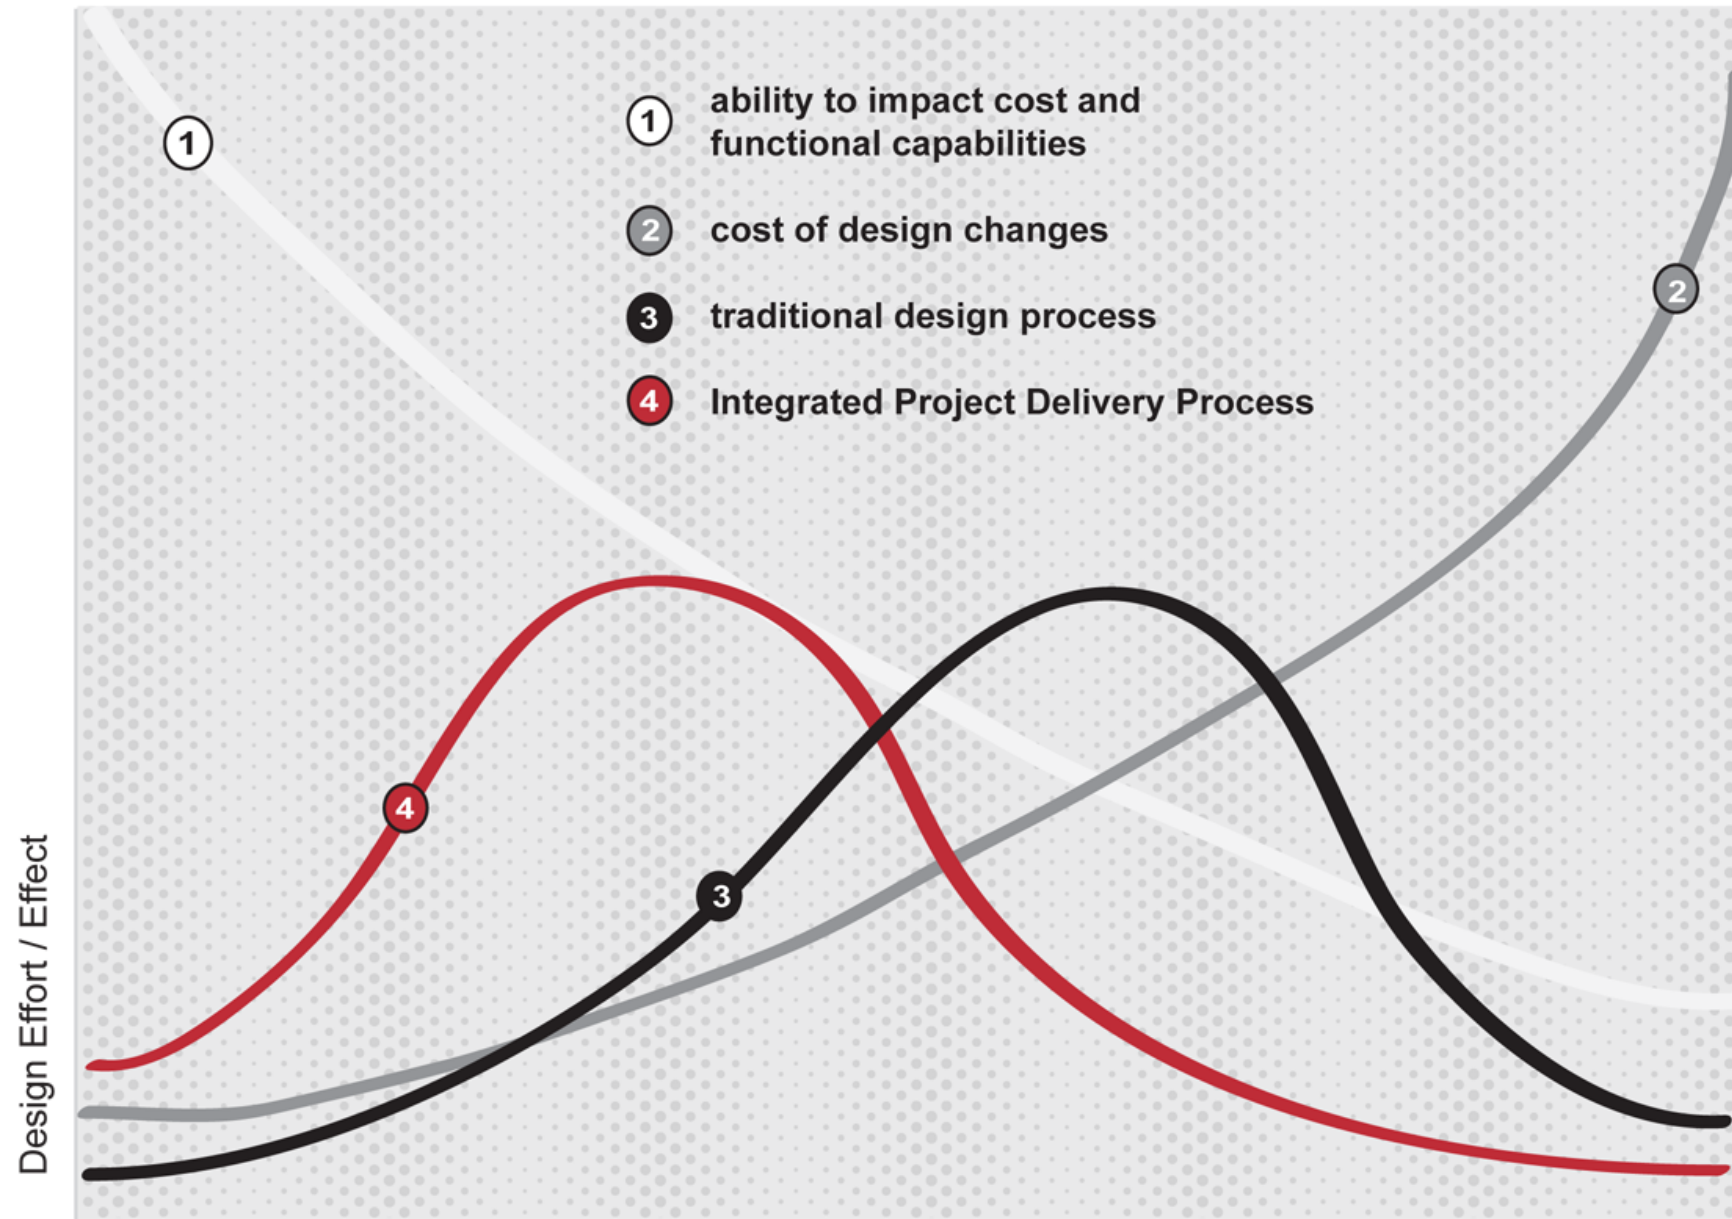 1
ability to impact cost and
functional capabilities
1
2
cost of design changes
2
3
traditional design process
4
Integrated Project Delivery Process
4
3
Design Effort / Effect